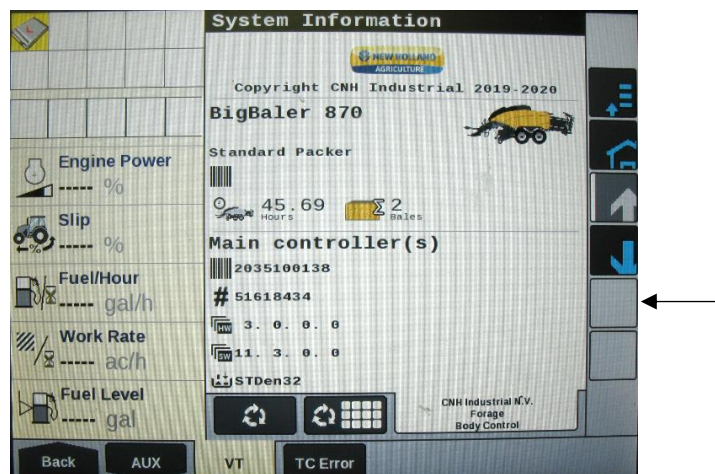 System Information
NEW HOLLAND
AGRICULTURE
Copyright CNH Industrial 2019-2020
BigBaler 870
Standard Packer
45.69
Hours
Σ 2
Bales
Main controller(s)
2035100138
# 51618434
HW 3. 0. 0. 0
SW 11. 3. 0. 0
STDen32
Engine Power
----- %
Slip
----- %
Fuel/Hour
----- gal/h
Work Rate
----- ac/h
Fuel Level
----- gal
CNH Industrial N.V.
Forage
Body Control
Back
AUX
VT
TC Error